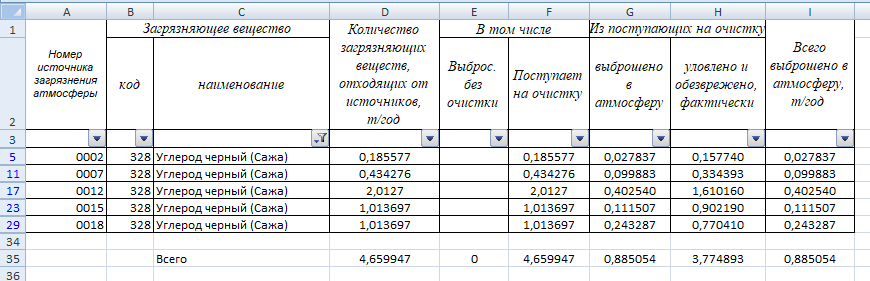 A B C D E F G H I
1 Загрязняющее вещество Количество загрязняющих веществ, отходящих от источников, т/год В том числе Из поступающих на очистку Всего выброшено в атмосферу, т/год
2 Номер источника загрязнения атмосферы код наименование Выброс. без очистки Поступает на очистку выброшено в атмосферу уловлено и обезврежено, фактически
3
5 0002 328 Углерод черный (Сажа) 0,185577 0,185577 0,027837 0,157740 0,027837
11 0007 328 Углерод черный (Сажа) 0,434276 0,434276 0,099883 0,334393 0,099883
17 0012 328 Углерод черный (Сажа) 2,0127 2,0127 0,402540 1,610160 0,402540
23 0015 328 Углерод черный (Сажа) 1,013697 1,013697 0,111507 0,902190 0,111507
29 0018 328 Углерод черный (Сажа) 1,013697 1,013697 0,243287 0,770410 0,243287
34
35 Всего 4,659947 0 4,659947 0,885054 3,774893 0,885054
36